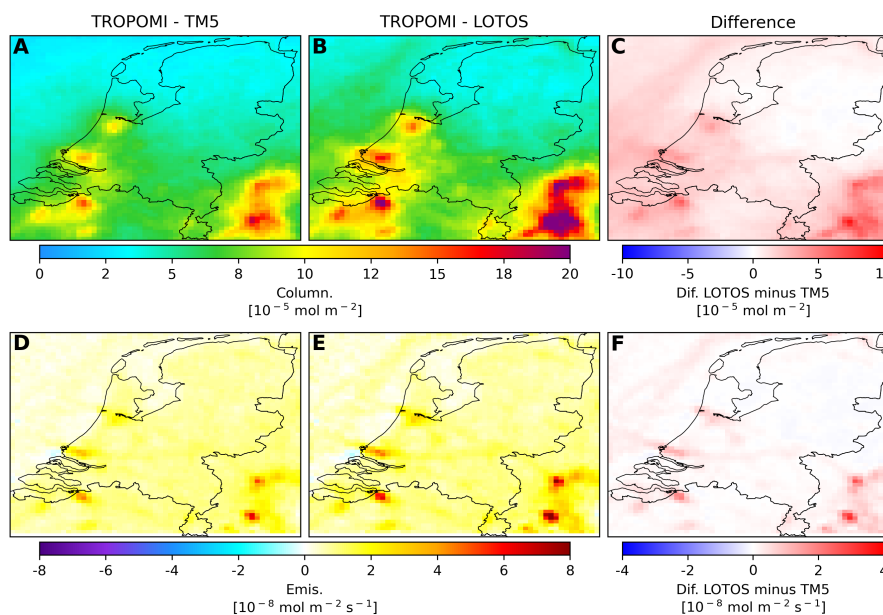 TROPOMI - TM5
TROPOMI - LOTOS
Difference
A
B
C
0 2 5 8 10 12 15 18 20
Column.
[10⁻⁵ mol m⁻²]
-10 -5 0 5 1
Dif. LOTOS minus TM5
[10⁻⁵ mol m⁻²]
D
E
F
-8 -6 -4 -2 0 2 4 6 8
Emis.
[10⁻⁸ mol m⁻² s⁻¹]
-4 -2 0 2 4
Dif. LOTOS minus TM5
[10⁻⁸ mol m⁻² s⁻¹]